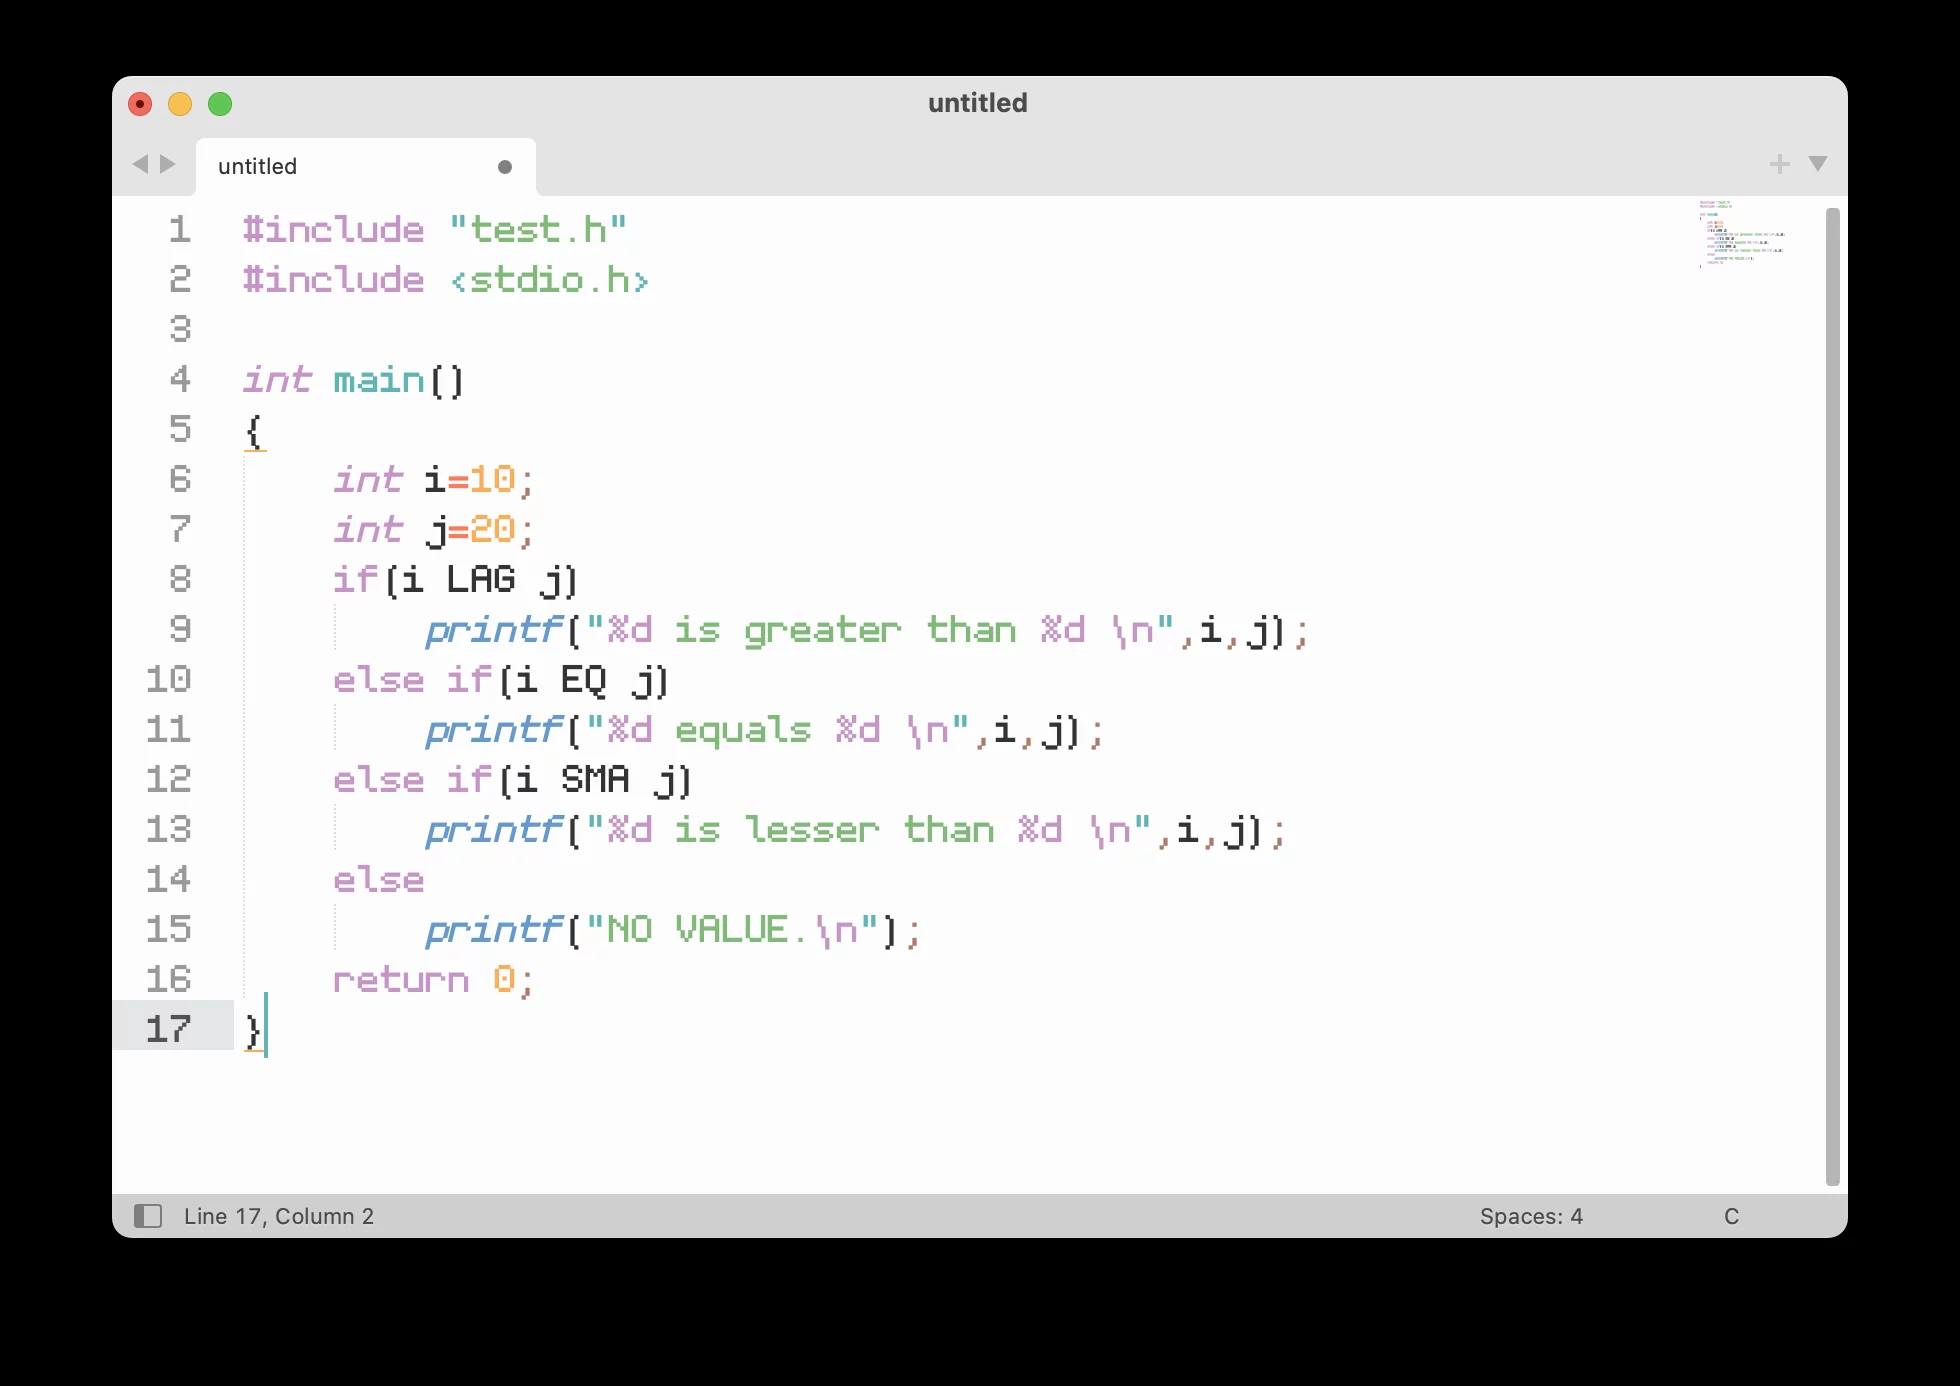 untitled
untitled
1 #include "test.h"
2 #include <stdio.h>
3
4 int main()
5 {
6     int i=10;
7     int j=20;
8     if(i LAG j)
9         printf("%d is greater than %d \n",i,j);
10     else if(i EQ j)
11         printf("%d equals %d \n",i,j);
12     else if(i SMA j)
13         printf("%d is lesser than %d \n",i,j);
14     else
15         printf("NO VALUE.\n");
16     return 0;
17 }
Line 17, Column 2 Spaces: 4 C